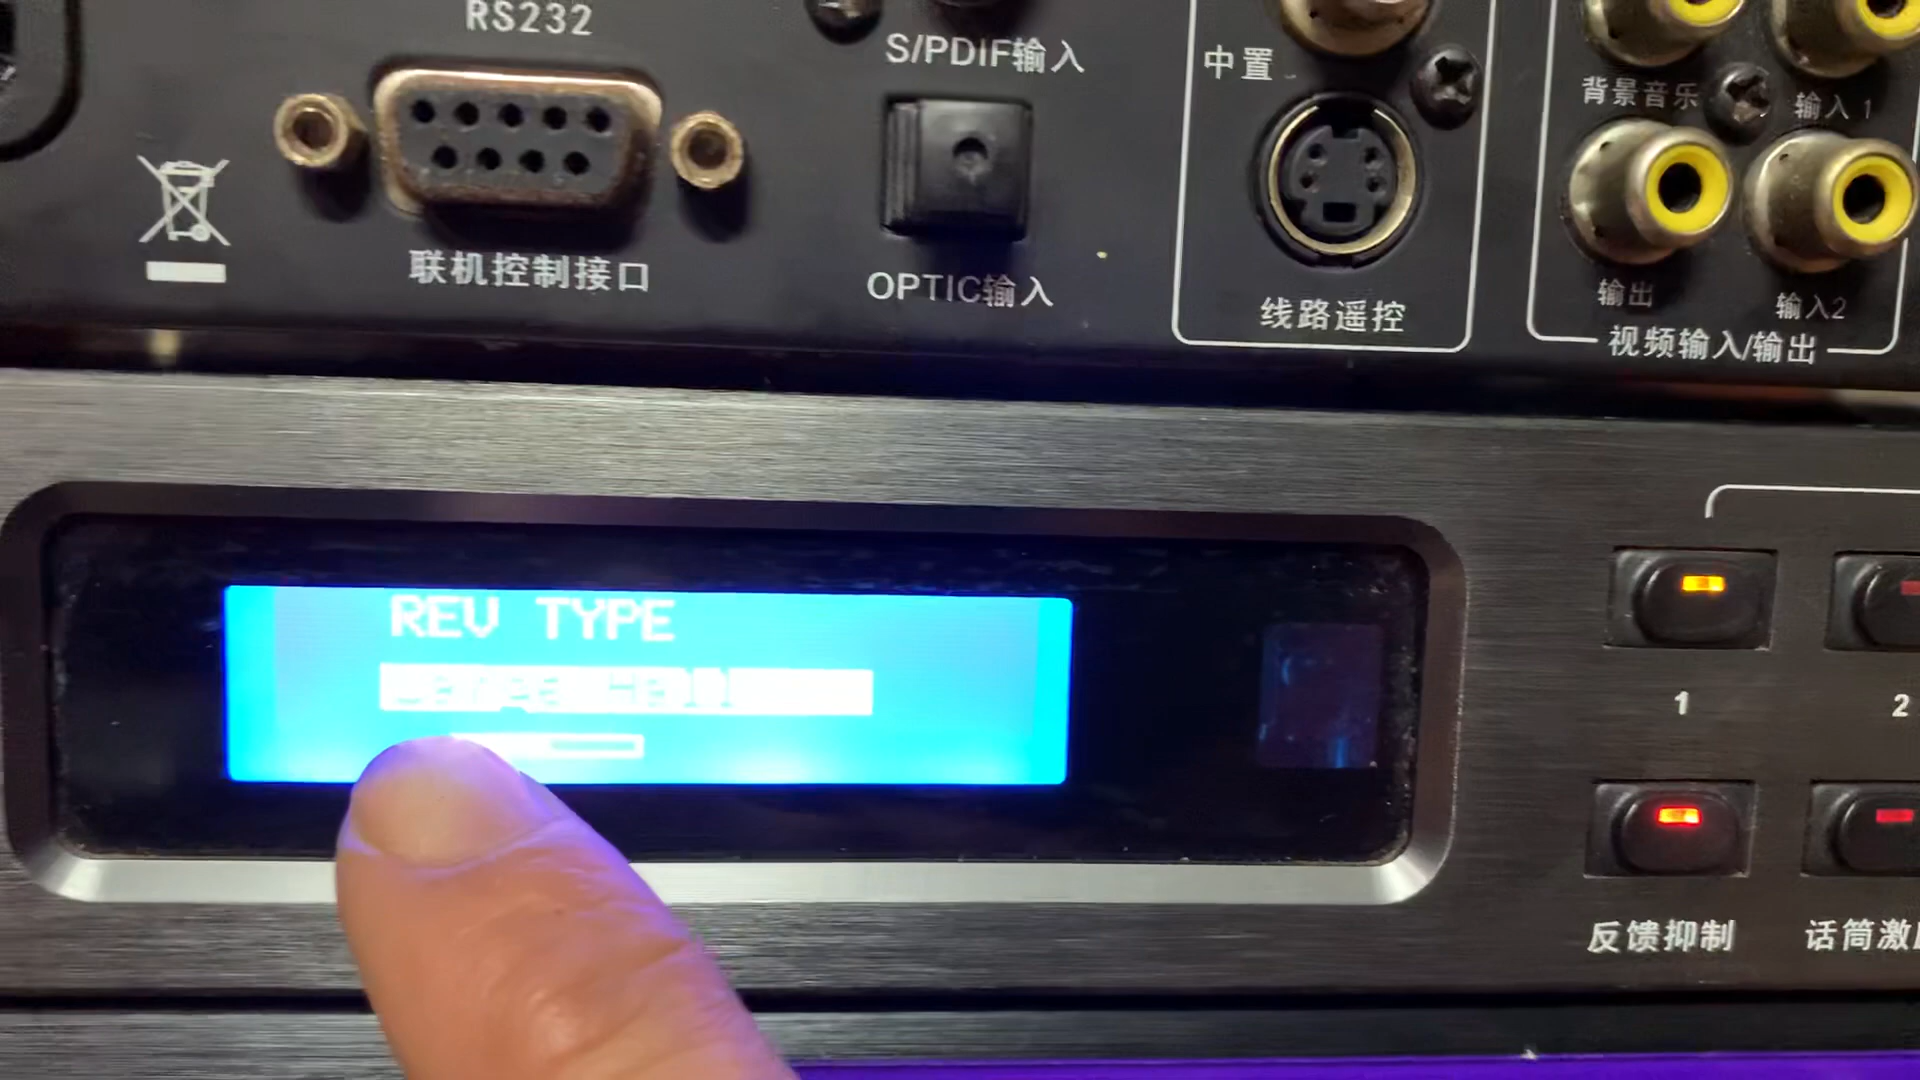 RS232
S/PDIF输入
中置
背景音乐
输入 1
联机控制接口
OPTIC输入
线路遥控
输出
输入2
视频输入/输出
REV TYPE
Large Hall
1
2
反馈抑制
话筒激